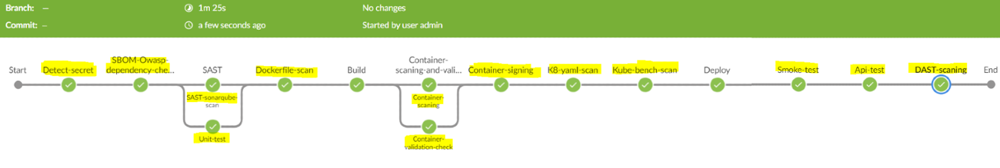 Branch: —
1m 25s
No changes
Commit: —
a few seconds ago
Started by user admin
Start
Detect-secret
SBOM-Owasp-
dependency-che...
SAST
Dockerfile-scan
Build
Container-
scaning-and-vali...
Container-signing
K8-yaml-scan
Kube-bench-scan
Deploy
Smoke-test
Api-test
DAST-scaning
End
SAST-sonarqube-
scan
Container-
scaning
Unit-test
Container-
validation-check